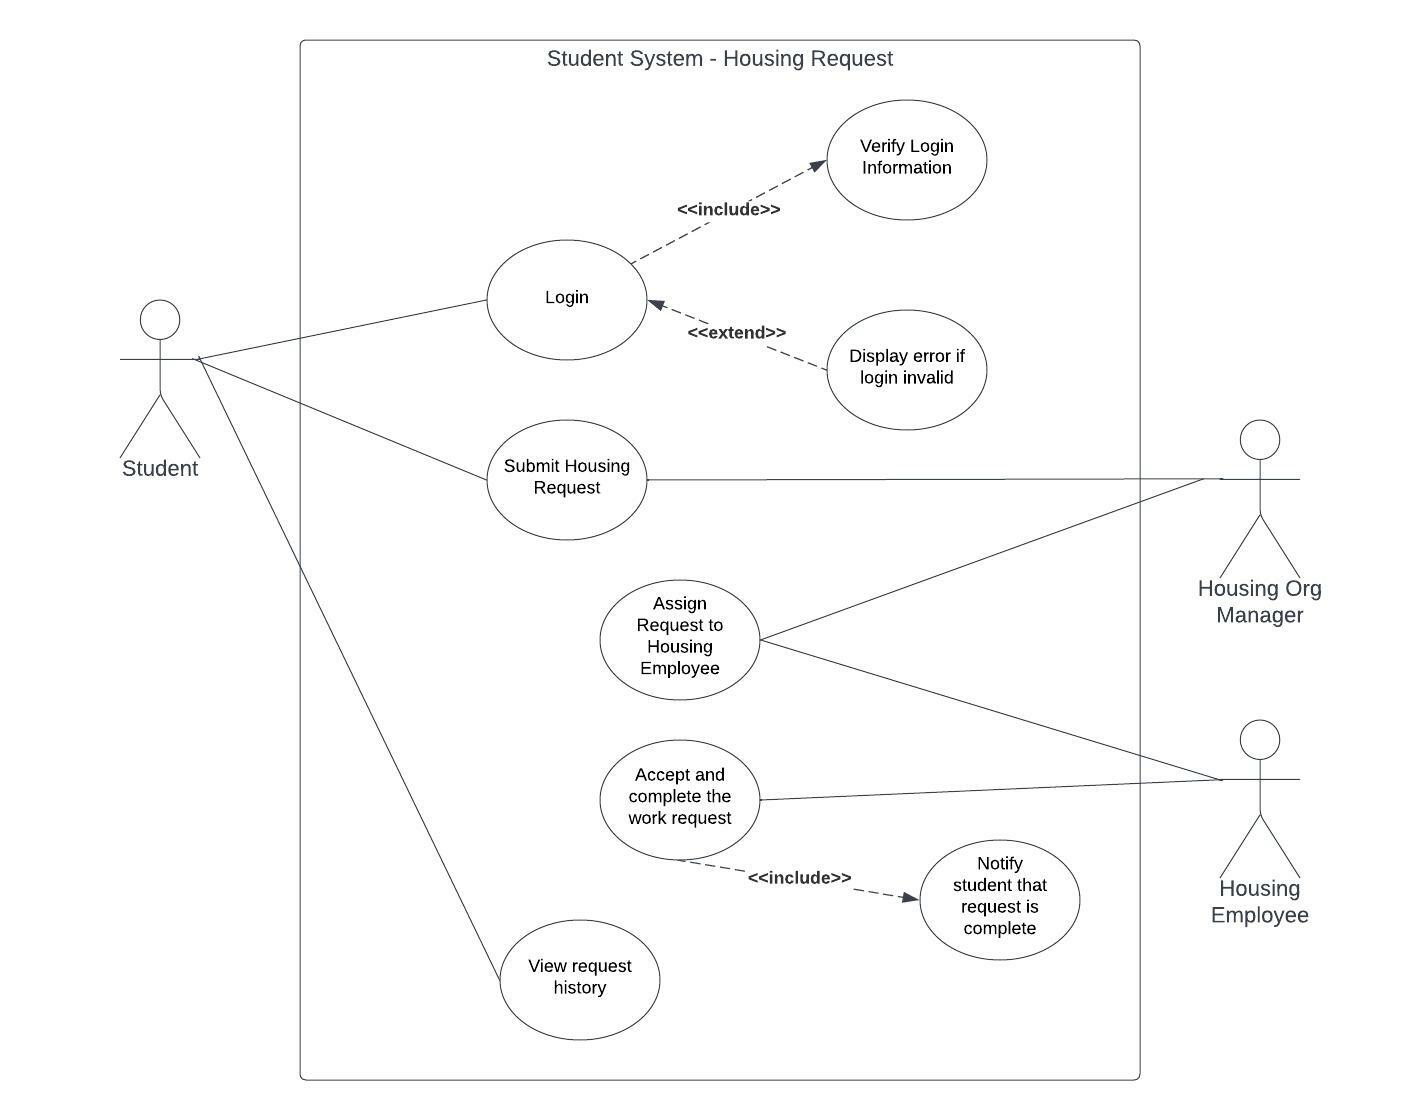 Student System - Housing Request
Verify Login
Information
<<include>>
Login
<<extend>>
Display error if
login invalid
Student
Submit Housing
Request
Housing Org
Manager
Assign
Request to
Housing
Employee
Accept and
complete the
work request
<<include>>
Notify
student that
request is
complete
Housing
Employee
View request
history